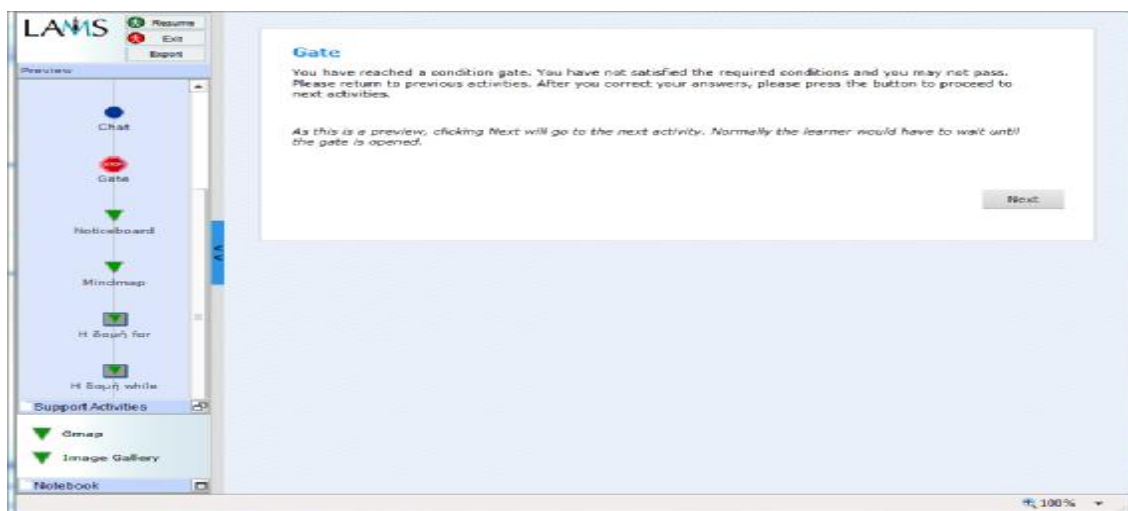 LAMS
Resume
Exit
Export
Preview
Chat
STOP
Gate
Noticeboard
Mindmap
Η δομή for
Η δομή while
Support Activities
Gmap
Image Gallery
Notebook
Gate
You have reached a condition gate. You have not satisfied the required conditions and you may not pass.
Please return to previous activities. After you correct your answers, please press the button to proceed to
next activities.
As this is a preview, clicking Next will go to the next activity. Normally the learner would have to wait until
the gate is opened.
Next
100%